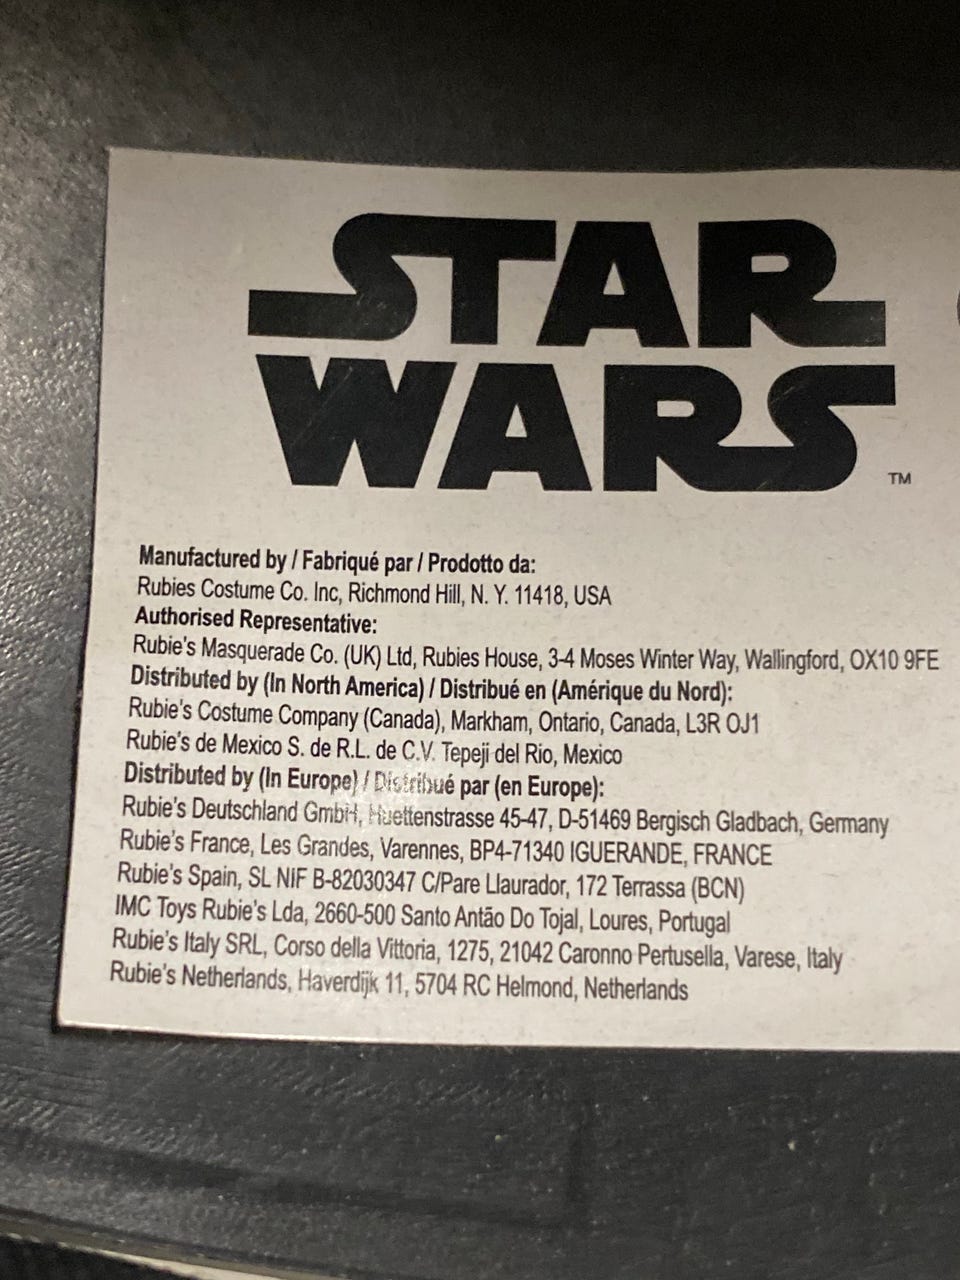 STAR
WARS
TM
Manufactured by / Fabriqué par / Prodotto da:
Rubies Costume Co. Inc, Richmond Hill, N. Y. 11418, USA
Authorised Representative:
Rubie's Masquerade Co. (UK) Ltd, Rubies House, 3-4 Moses Winter Way, Wallingford, OX10 9FE
Distributed by (In North America) / Distribué en (Amérique du Nord):
Rubie's Costume Company (Canada), Markham, Ontario, Canada, L3R OJ1
Rubie's de Mexico S. de R.L. de C.V. Tepeji del Rio, Mexico
Distributed by (In Europe) / Distribué par (en Europe):
Rubie's Deutschland GmbH, Huettenstrasse 45-47, D-51469 Bergisch Gladbach, Germany
Rubie's France, Les Grandes, Varennes, BP4-71340 IGUERANDE, FRANCE
Rubie's Spain, SL NIF B-82030347 C/Pare Llaurador, 172 Terrassa (BCN)
IMC Toys Rubie's Lda, 2660-500 Santo Antão Do Tojal, Loures, Portugal
Rubie's Italy SRL, Corso della Vittoria, 1275, 21042 Caronno Pertusella, Varese, Italy
Rubie's Netherlands, Haverdijk 11, 5704 RC Helmond, Netherlands